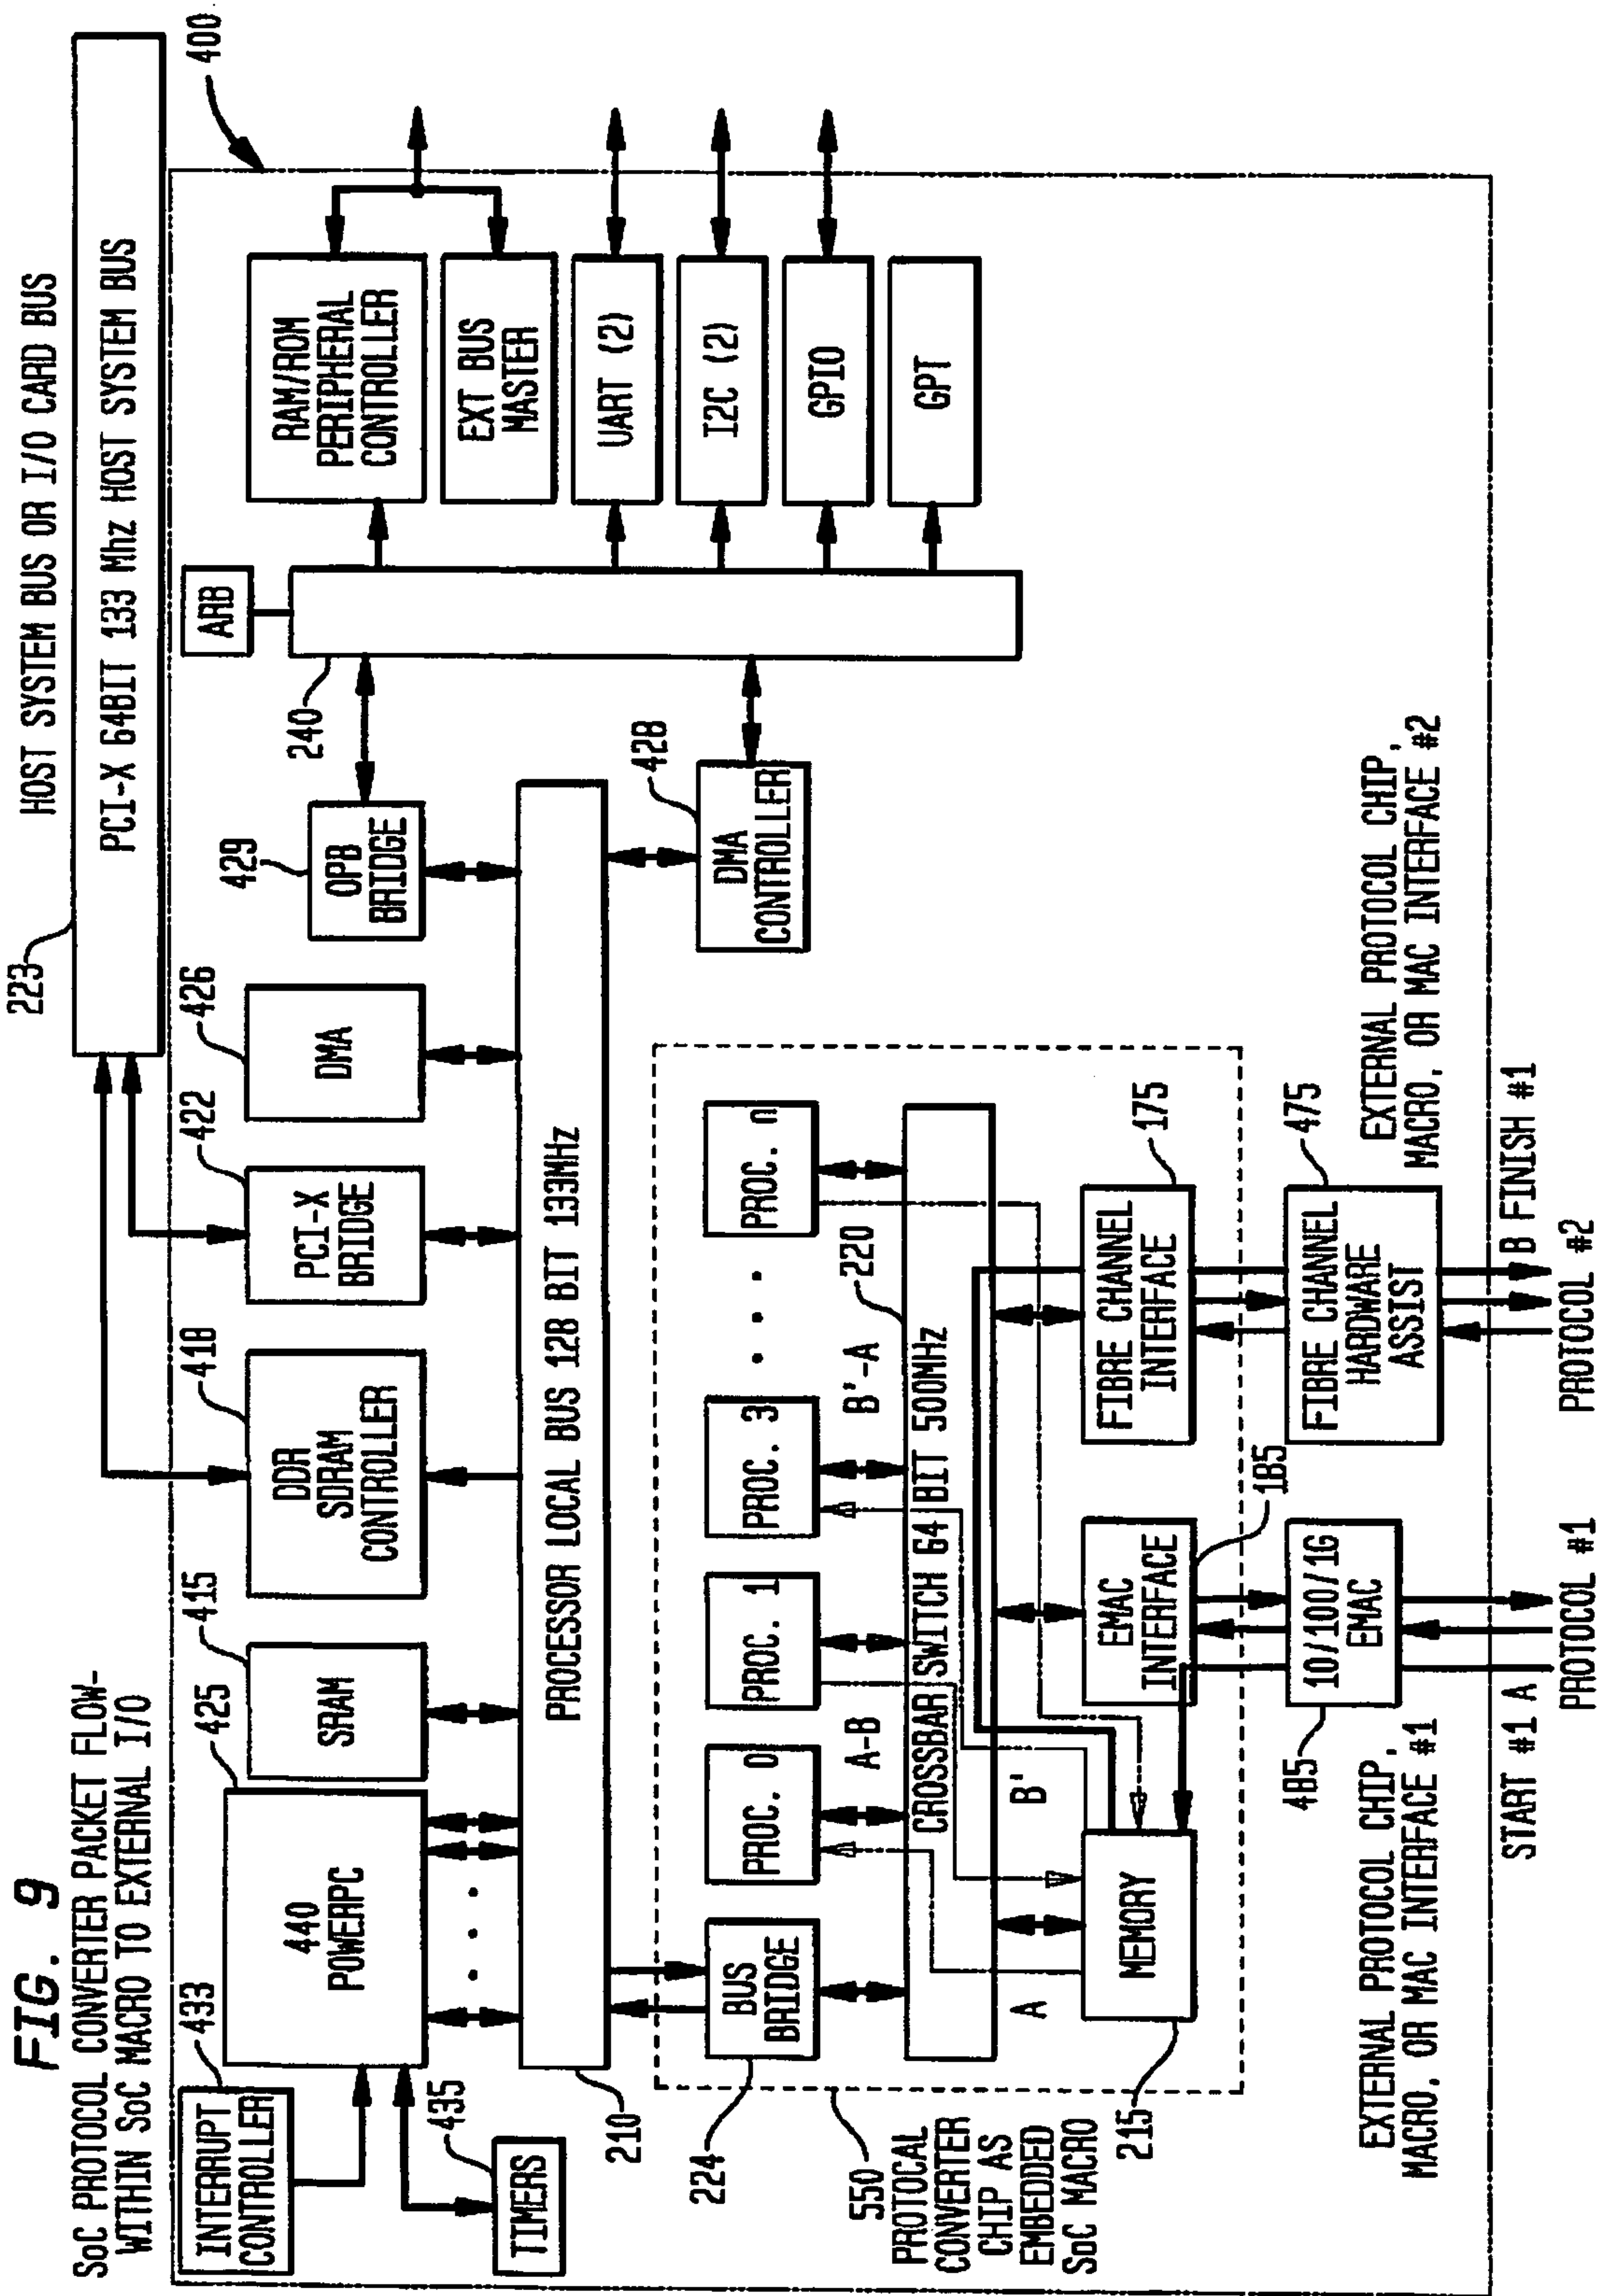 FIG. 9
SoC PROTOCOL CONVERTER PACKET FLOW-
WITHIN SoC MACRO TO EXTERNAL I/O
HOST SYSTEM BUS OR I/O CARD BUS
223
PCI-X 64BIT 133 Mhz HOST SYSTEM BUS
400
INTERRUPT
CONTROLLER
433
440
POWERPC
425
SRAM
415
DDR
SDRAM
CONTROLLER
418
PCI-X
BRIDGE
422
DMA
426
OPB
BRIDGE
429
240
ARB
RAM/ROM
PERIPHERAL
CONTROLLER
EXT BUS
MASTER
UART (2)
I2C (2)
GPIO
GPT
TIMERS
435
PROCESSOR LOCAL BUS 128 BIT 133MHz
210
DMA
CONTROLLER
428
BUS
BRIDGE
224
PROC. 0
PROC. 1
PROC. 3
PROC. n
A-B
B'-A
220
CROSSBAR SWITCH 64 BIT 500MHz
A
B'
550
PROTOCAL
CONVERTER
CHIP AS
EMBEDDED
SoC MACRO
MEMORY
215
EMAC
INTERFACE
185
FIBRE CHANNEL
INTERFACE
175
10/100/1G
EMAC
485
FIBRE CHANNEL
HARDWARE
ASSIST
475
EXTERNAL PROTOCOL CHIP,
MACRO, OR MAC INTERFACE #1
EXTERNAL PROTOCOL CHIP,
MACRO, OR MAC INTERFACE #2
START #1 A
B FINISH #1
PROTOCOL #1
PROTOCOL #2